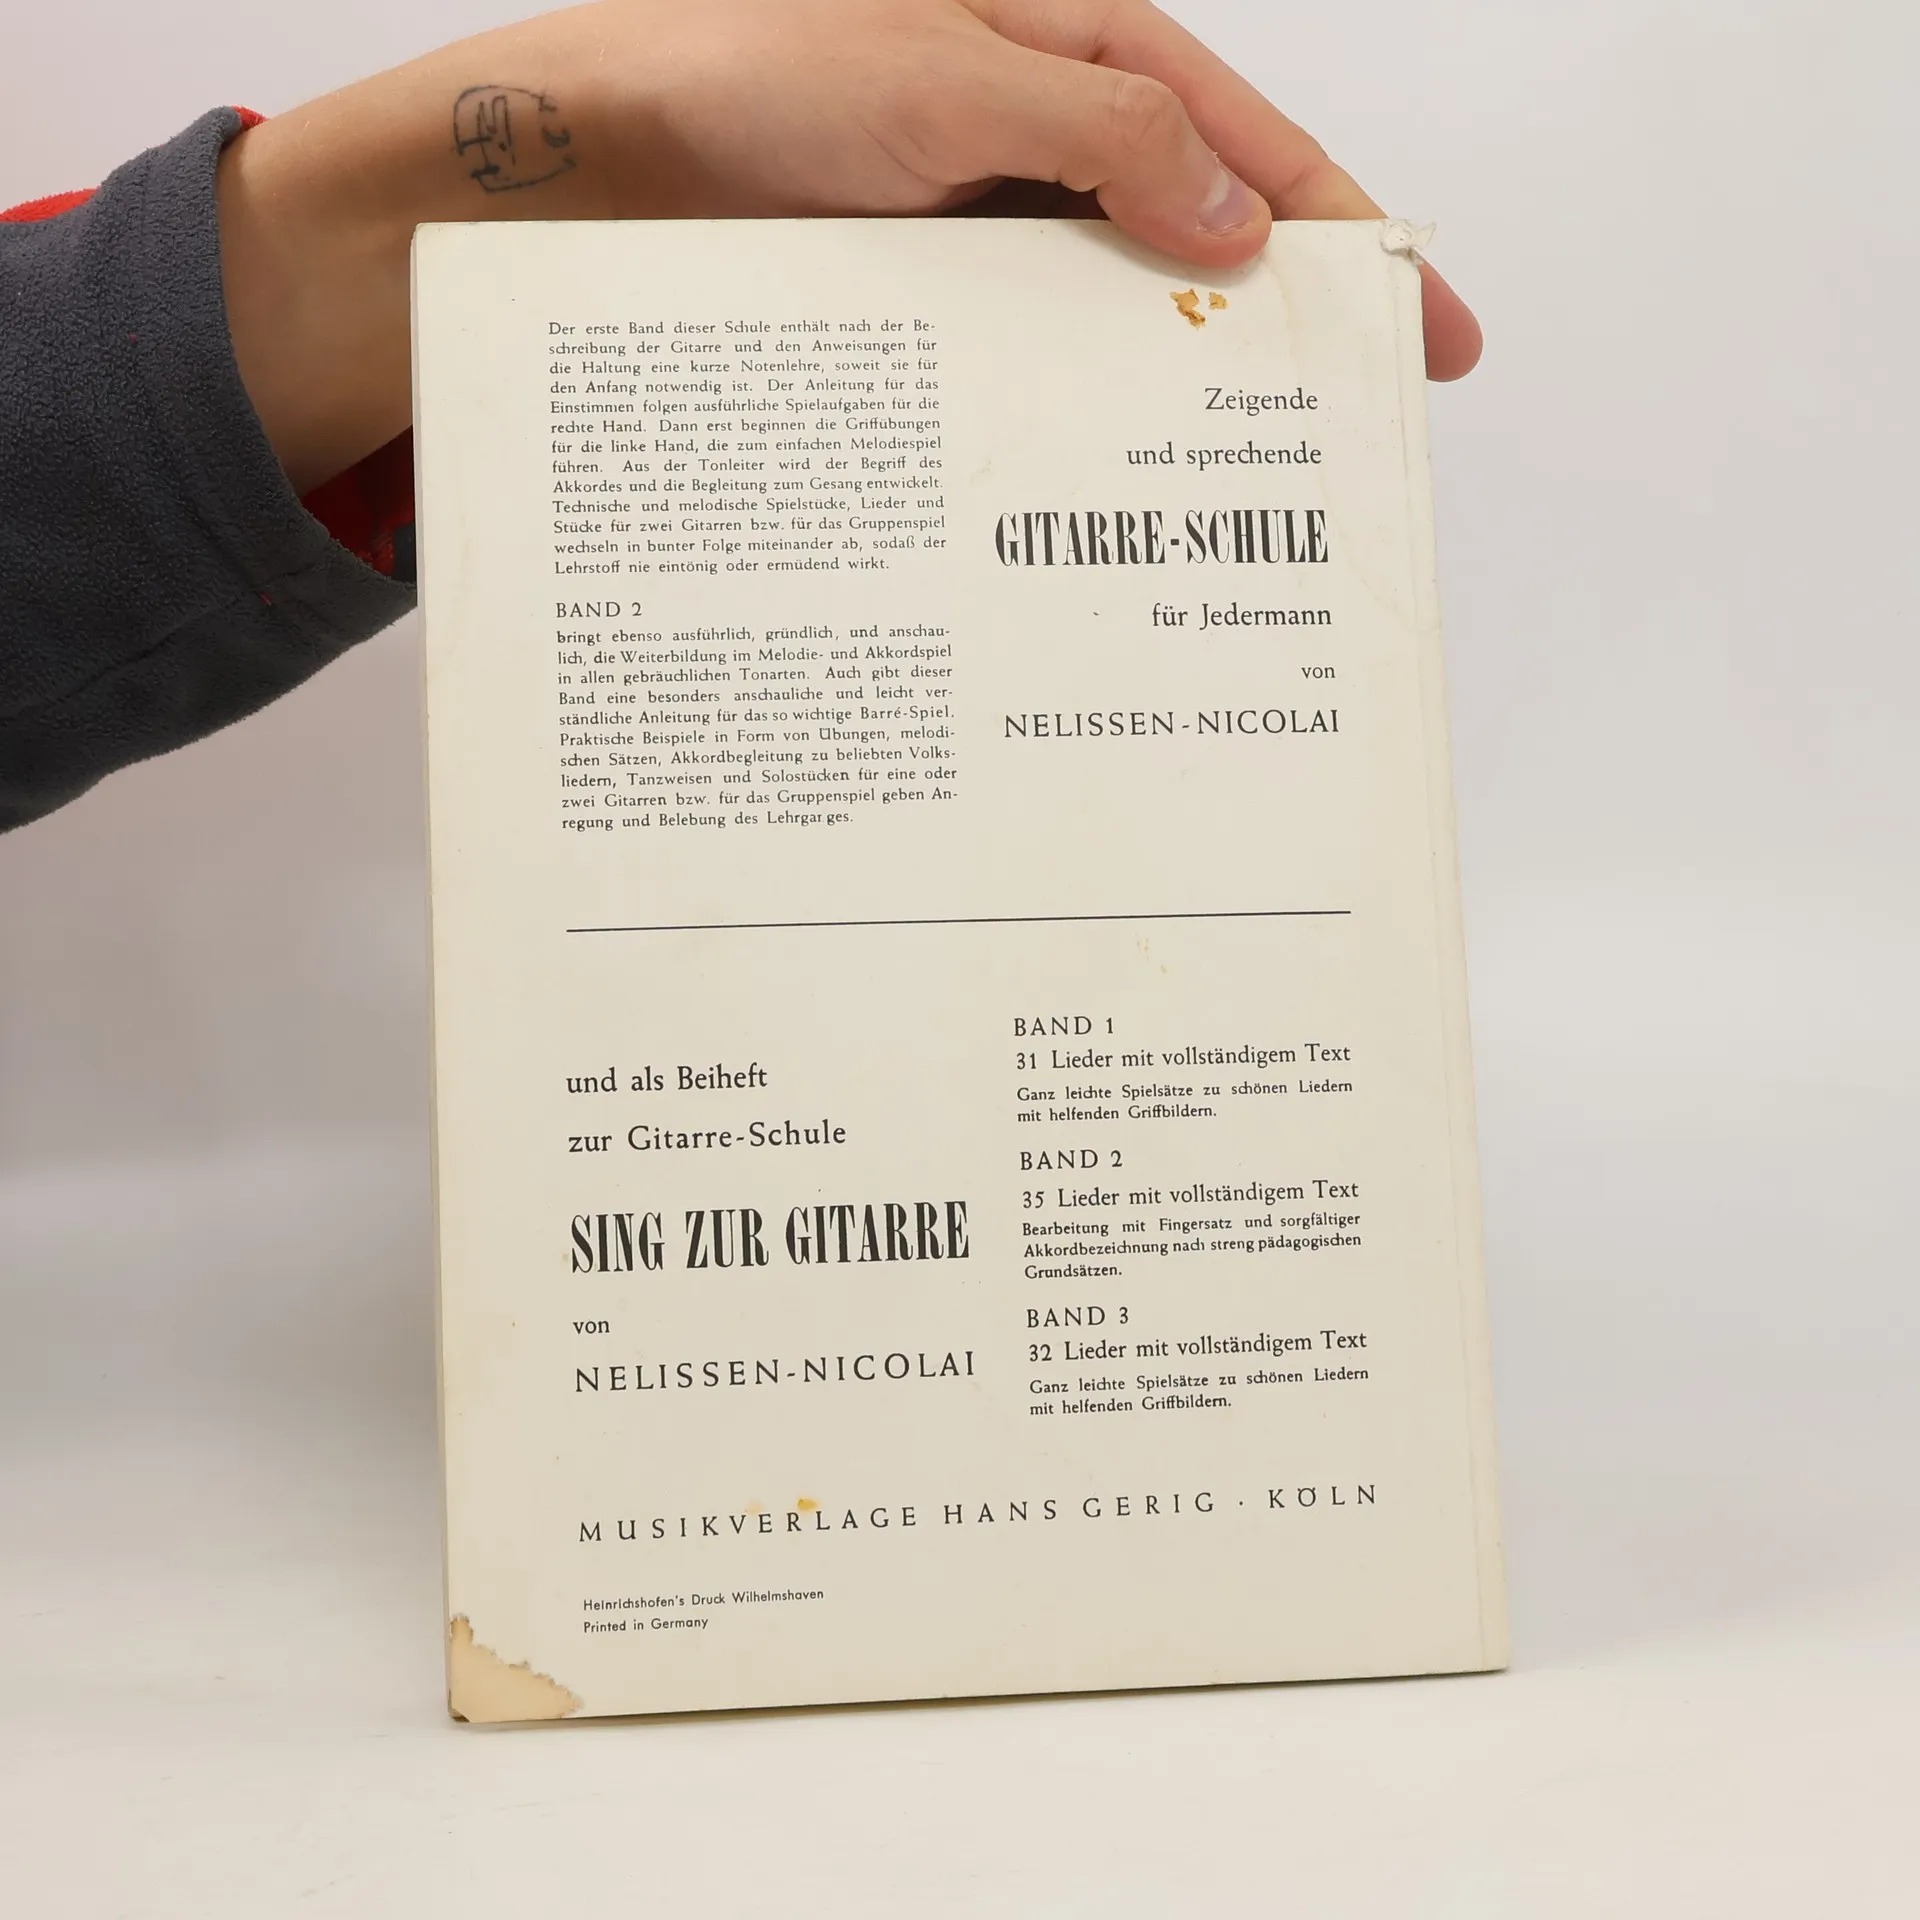 Der erste Band dieser Schule enthält nach der Be-
schreibung der Gitarre und den Anweisungen für
die Haltung eine kurze Notenlehre, soweit sie für
den Anfang notwendig ist. Der Anleitung für das
Einstimmen folgen ausführliche Spielaufgaben für die
rechte Hand. Dann erst beginnen die Griffübungen
für die linke Hand, die zum einfachen Melodiespiel
führen. Aus der Tonleiter wird der Begriff des
Akkordes und die Begleitung zum Gesang entwickelt.
Technische und melodische Spielstücke, Lieder und
Stücke für zwei Gitarren bzw. für das Gruppenspiel
wechseln in bunter Folge miteinander ab, sodaß der
Lehrstoff nie eintönig oder ermüdend wirkt.
BAND 2
bringt ebenso ausführlich, gründlich, und anschau-
lich, die Weiterbildung im Melodie- und Akkordspiel
in allen gebräuchlichen Tonarten. Auch gibt dieser
Band eine besonders anschauliche und leicht ver-
ständliche Anleitung für das so wichtige Barré-Spiel.
Praktische Beispiele in Form von Übungen, melodi-
schen Sätzen, Akkordbegleitung zu beliebten Volks-
liedern, Tanzweisen und Solostücken für eine oder
zwei Gitarren bzw. für das Gruppenspiel geben An-
regung und Belebung des Lehrganges.
Zeigende
und sprechende
GITARRE-SCHULE
für Jedermann
von
NELISSEN-NICOLAI
und als Beiheft
zur Gitarre-Schule
SING ZUR GITARRE
von
NELISSEN-NICOLAI
BAND 1
31 Lieder mit vollständigem Text
Ganz leichte Spielsätze zu schönen Liedern
mit helfenden Griffbildern.
BAND 2
35 Lieder mit vollständigem Text
Bearbeitung mit Fingersatz und sorgfältiger
Akkordbezeichnung nach streng pädagogischen
Grundsätzen.
BAND 3
32 Lieder mit vollständigem Text
Ganz leichte Spielsätze zu schönen Liedern
mit helfenden Griffbildern.
MUSIKVERLAGE HANS GERIG · KÖLN
Heinrichshofen's Druck Wilhelmshaven
Printed in Germany